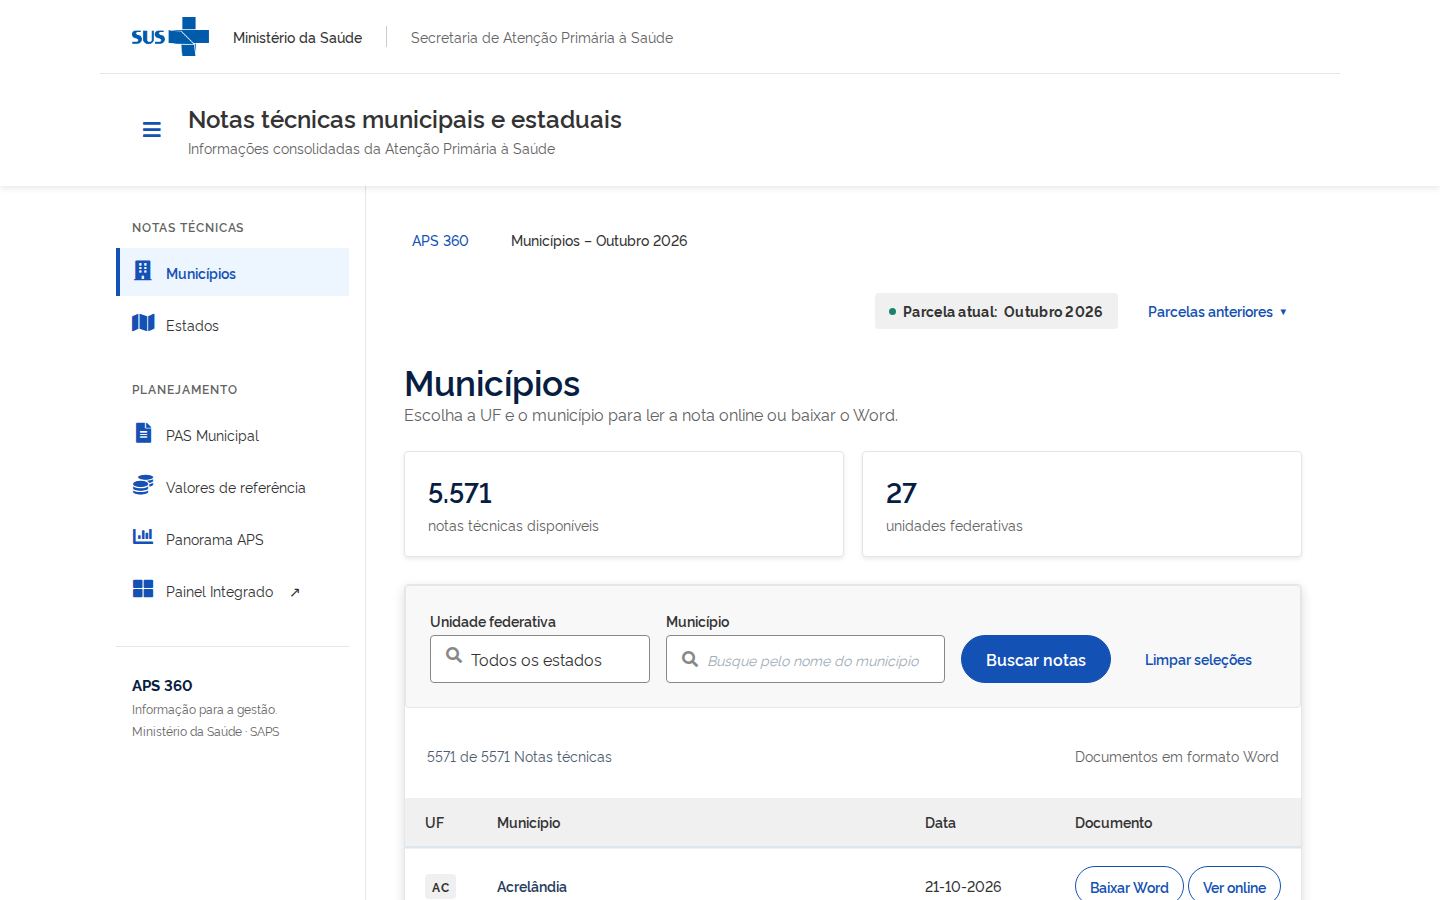 SUS
Ministério da Saúde
Secretaria de Atenção Primária à Saúde
Notas técnicas municipais e estaduais
Informações consolidadas da Atenção Primária à Saúde
NOTAS TÉCNICAS
Municípios
Estados
PLANEJAMENTO
PAS Municipal
Valores de referência
Panorama APS
Painel Integrado ↗
APS 360
Informação para a gestão.
Ministério da Saúde · SAPS
APS 360 Municípios – Outubro 2026
Parcela atual: Outubro 2026 Parcelas anteriores ▾
Municípios
Escolha a UF e o município para ler a nota online ou baixar o Word.
5.571
notas técnicas disponíveis
27
unidades federativas
Unidade federativa
Todos os estados
Município
Busque pelo nome do município
Buscar notas
Limpar seleções
5571 de 5571 Notas técnicas
Documentos em formato Word
UF Município Data Documento
AC Acrelândia 21-10-2026 Baixar Word Ver online